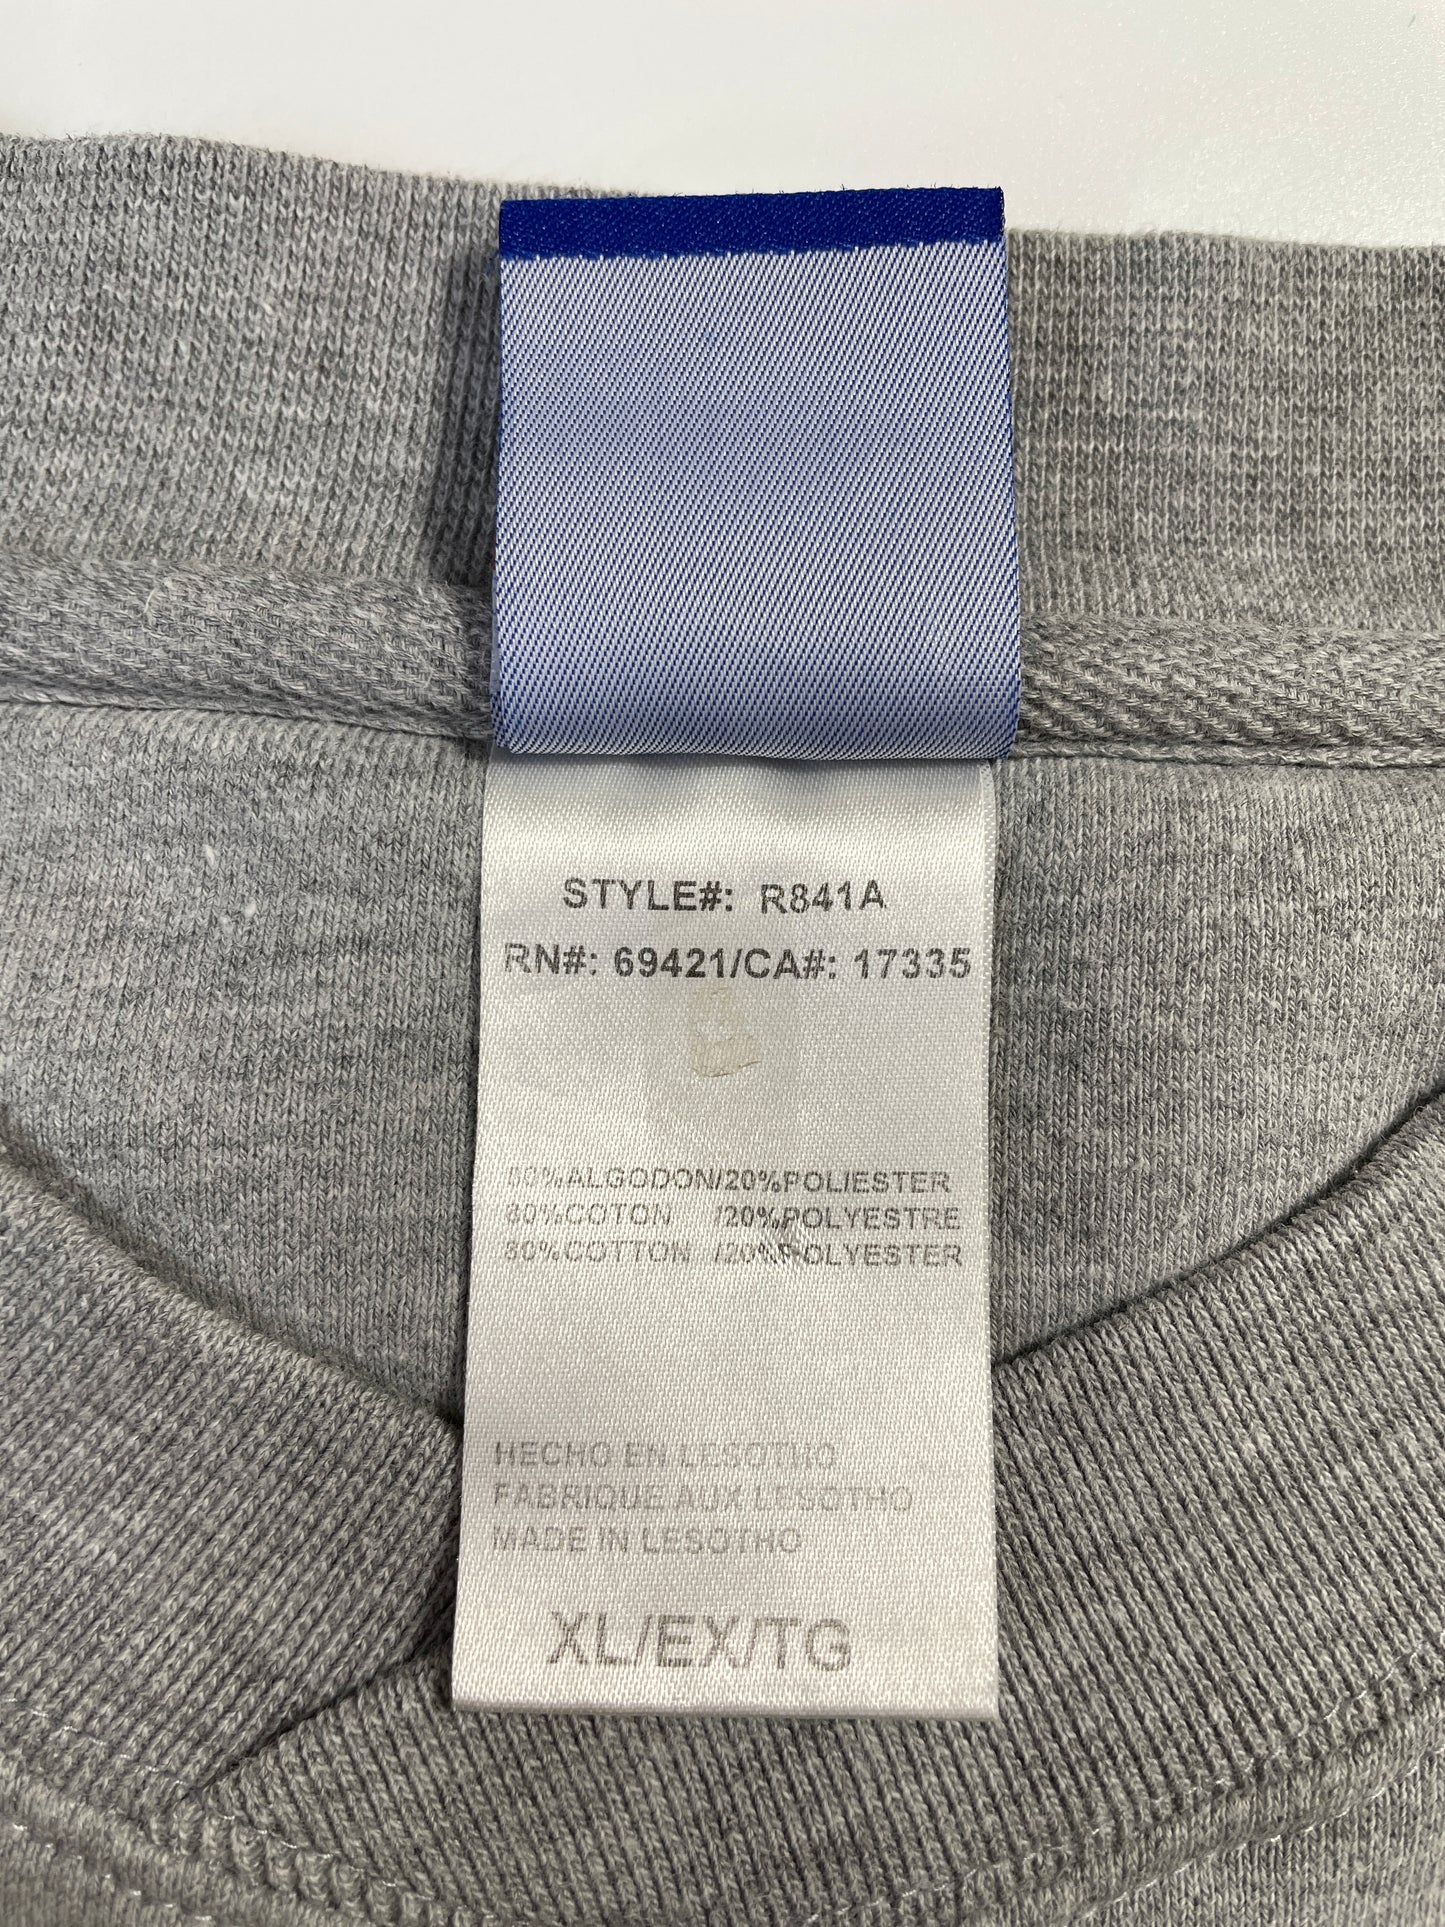 STYLE#: R841A
RN#: 69421/CA#: 17335
80%ALGODON/20%POLIESTER
80%COTON /20%POLYESTRE
80%COTTON /20%POLYESTER
HECHO EN LESOTHO
FABRIQUE AUX LESOTHO
MADE IN LESOTHO
XL/EX/TG